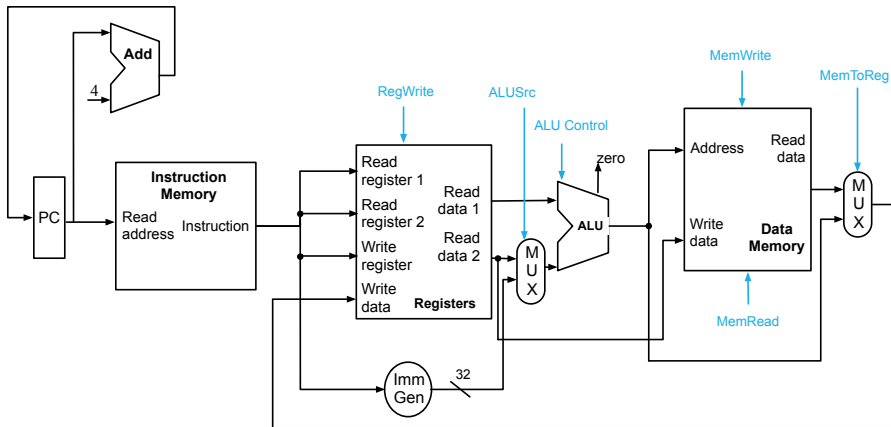 Add
4
MemWrite
MemToReg
RegWrite
ALUSrc
ALU Control
zero
PC
Instruction
Memory
Read
address
Instruction
Read
register 1
Read
register 2
Write
register
Write
data
Read
data 1
Read
data 2
Registers
M
U
X
ALU
Address
Read
data
Write
data
Data
Memory
M
U
X
MemRead
Imm
Gen
32